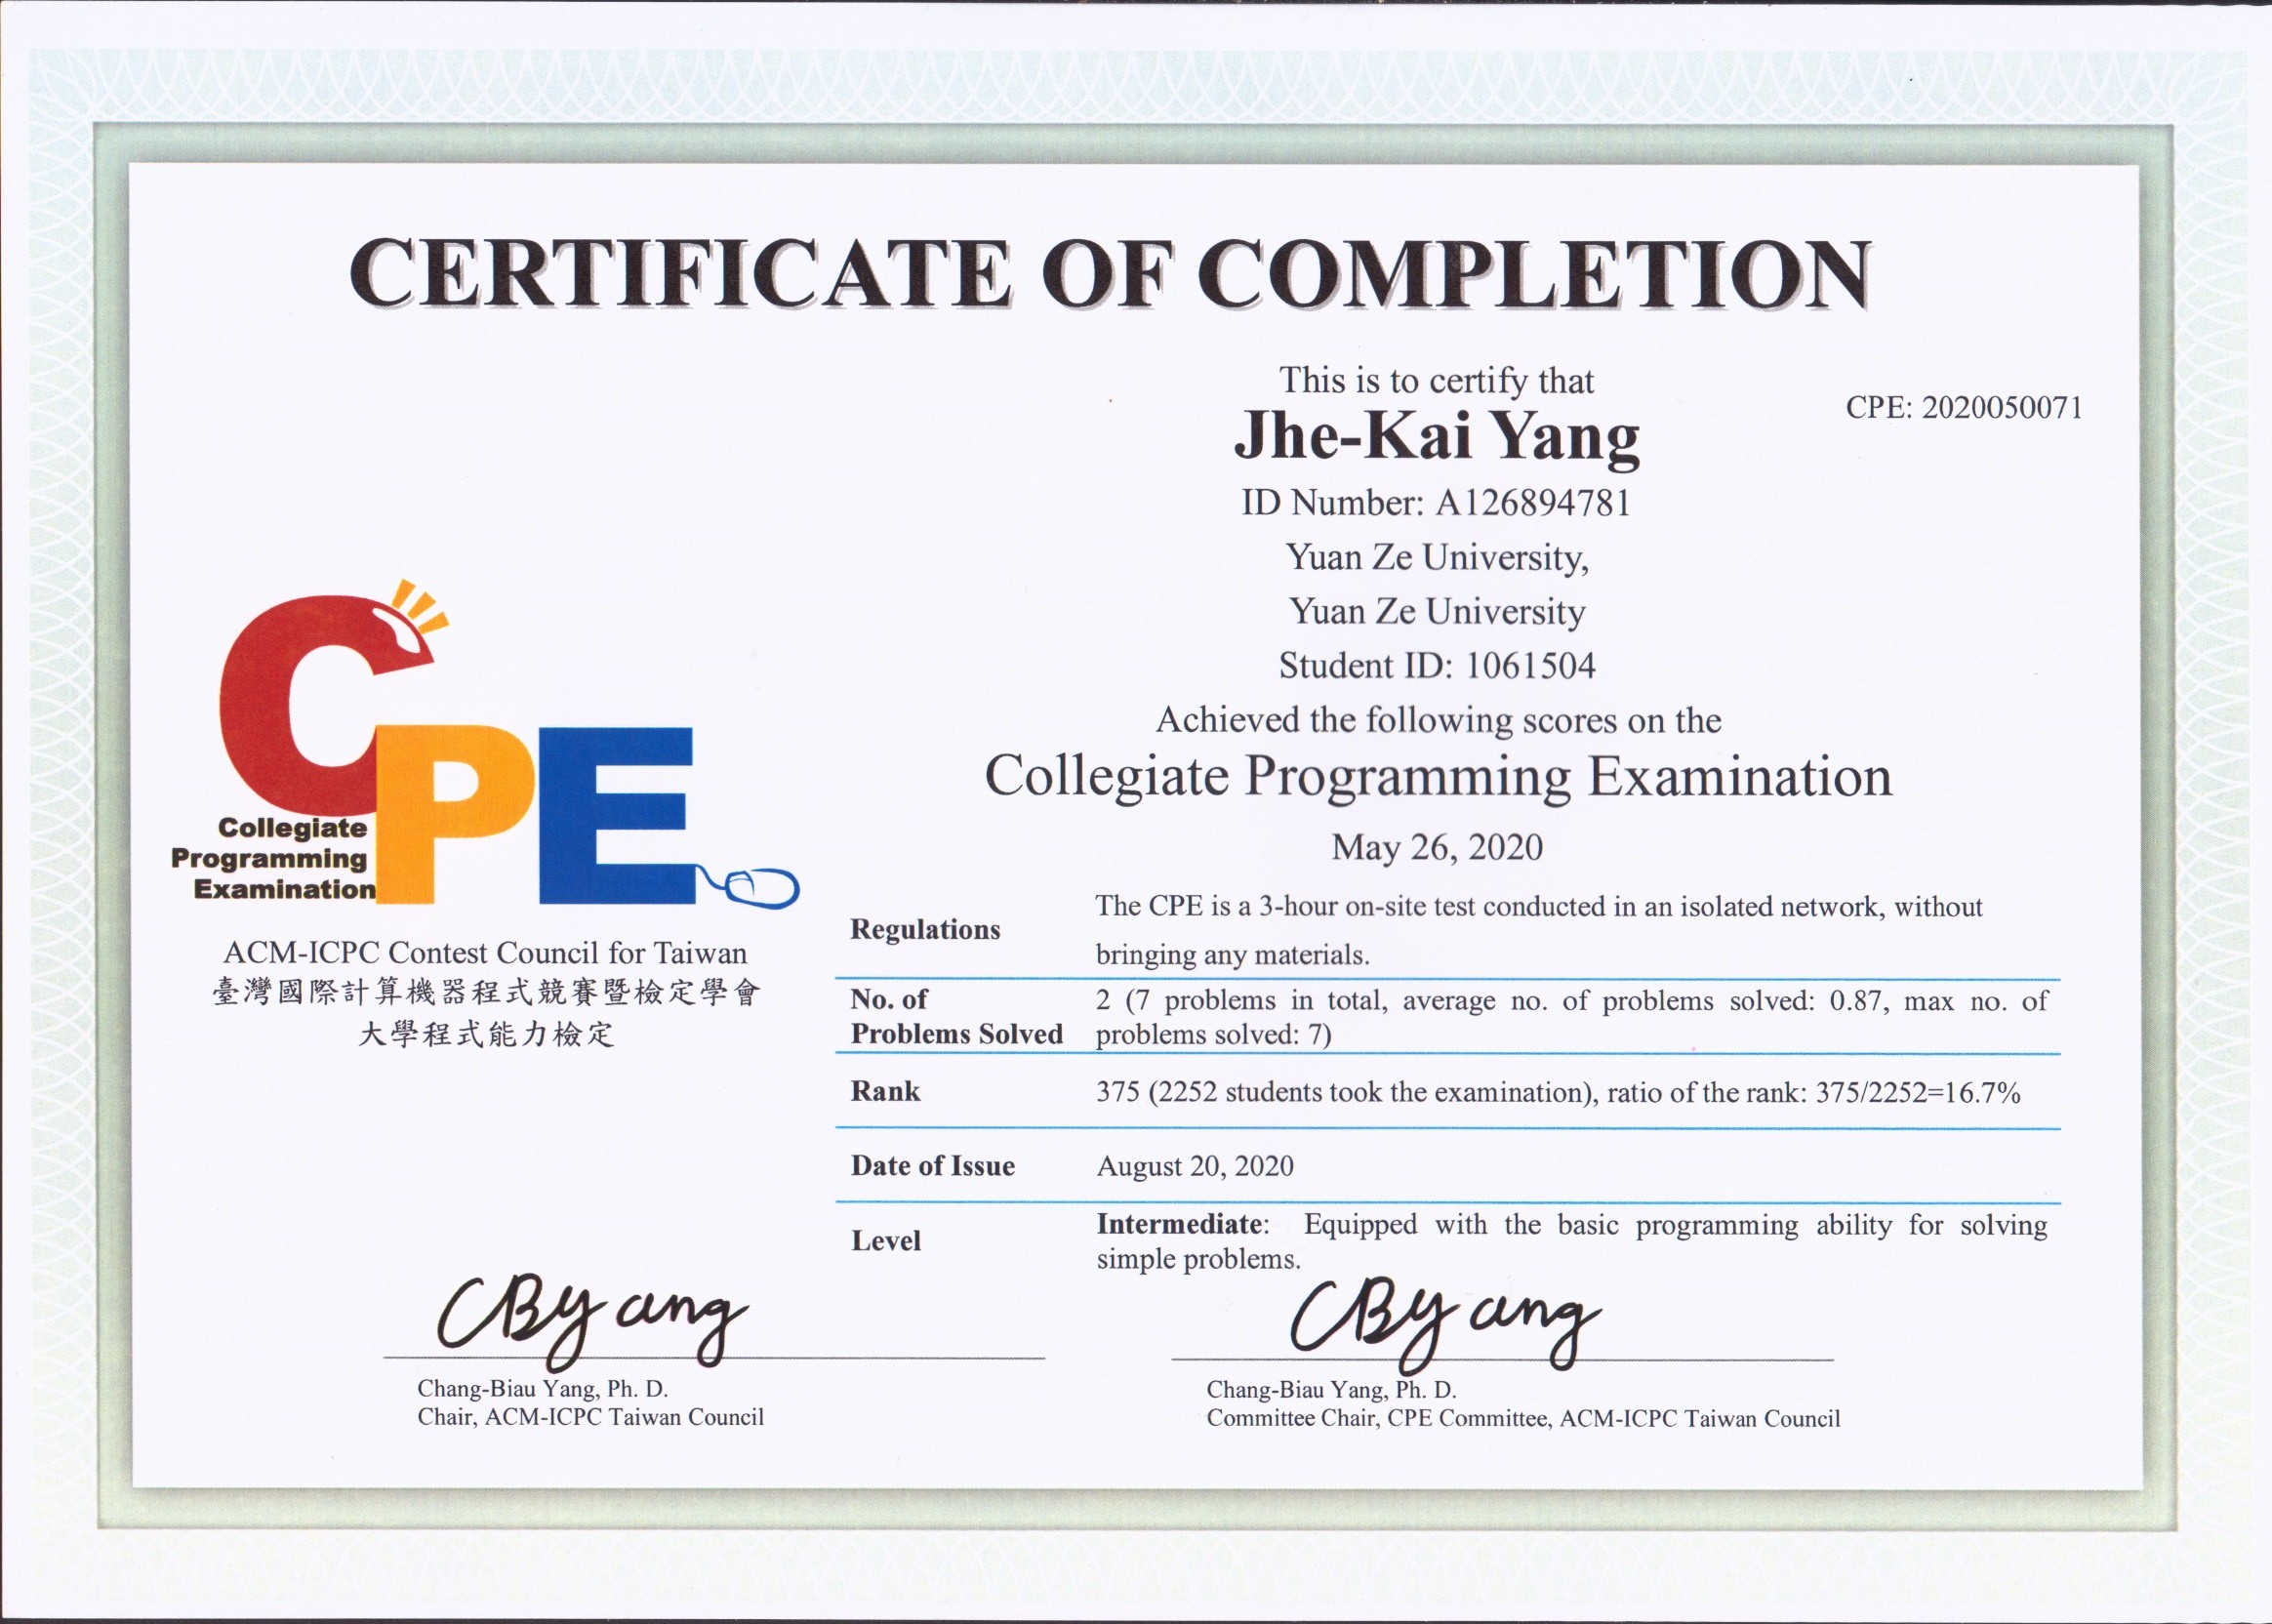 CERTIFICATE OF COMPLETION
This is to certify that
CPE: 2020050071
Jhe-Kai Yang
ID Number: A126894781
Yuan Ze University,
Yuan Ze University
Student ID: 1061504
Achieved the following scores on the
Collegiate Programming Examination
May 26, 2020
CPE
Collegiate
Programming
Examination
ACM-ICPC Contest Council for Taiwan
臺灣國際計算機器程式競賽暨檢定學會
大學程式能力檢定
Regulations
The CPE is a 3-hour on-site test conducted in an isolated network, without
bringing any materials.
No. of
Problems Solved
2 (7 problems in total, average no. of problems solved: 0.87, max no. of
problems solved: 7)
Rank
375 (2252 students took the examination), ratio of the rank: 375/2252=16.7%
Date of Issue
August 20, 2020
Level
Intermediate: Equipped with the basic programming ability for solving
simple problems.
CByang
Chang-Biau Yang, Ph. D.
Chair, ACM-ICPC Taiwan Council
CByang
Chang-Biau Yang, Ph. D.
Committee Chair, CPE Committee, ACM-ICPC Taiwan Council